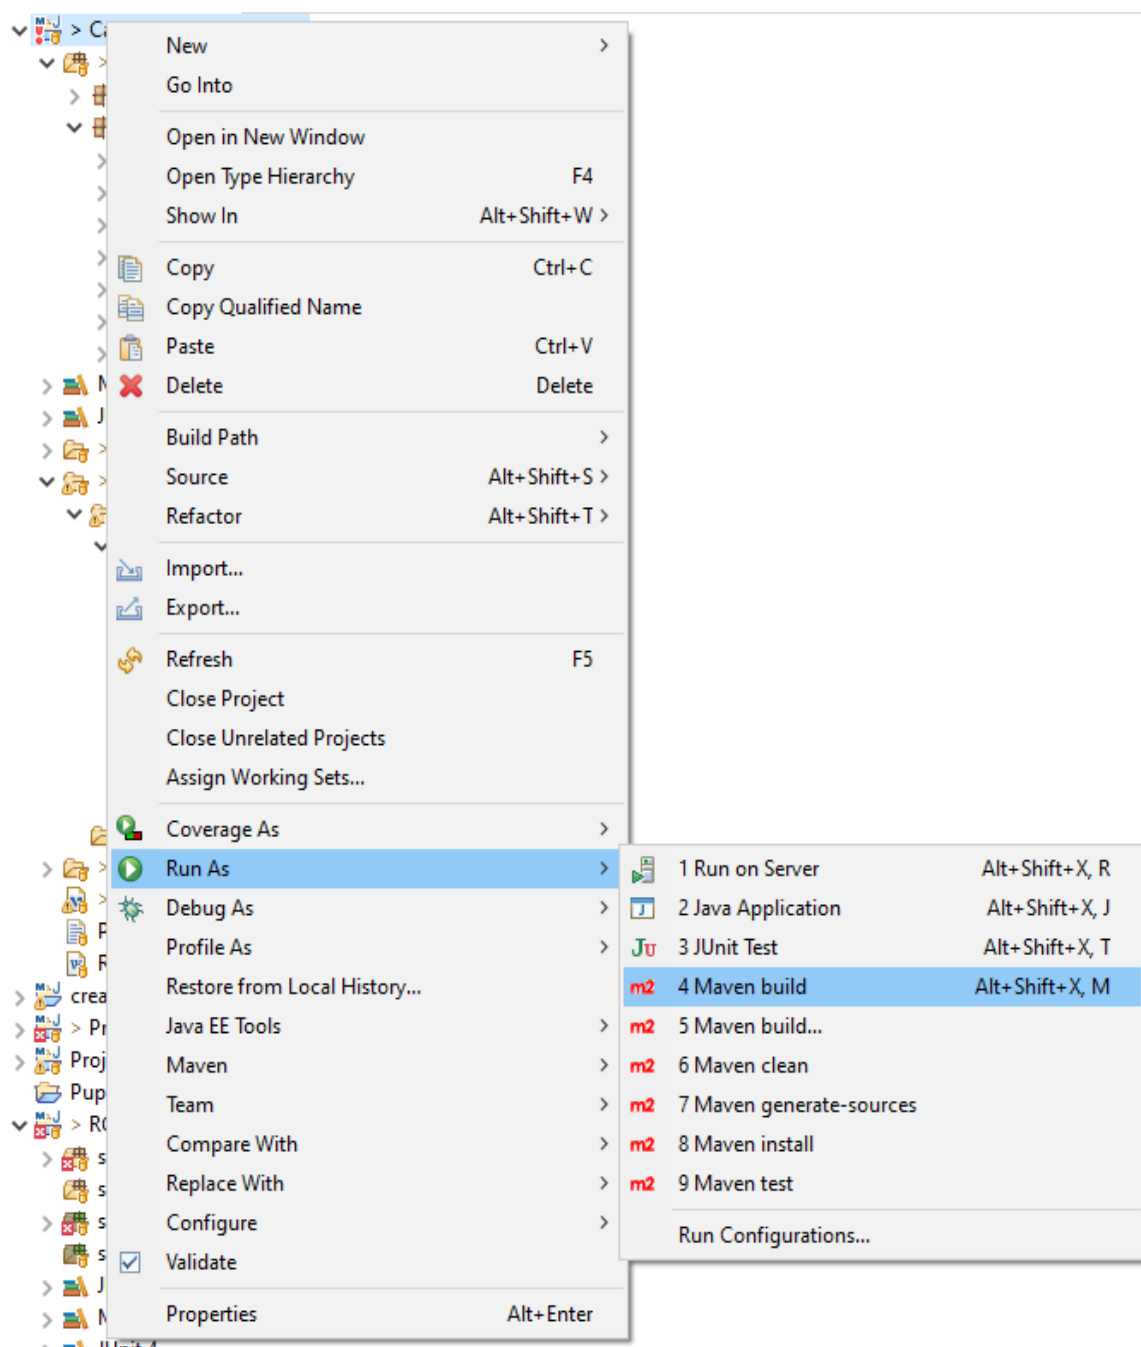 New
Go Into
Open in New Window
Open Type Hierarchy F4
Show In Alt+Shift+W >
Copy Ctrl+C
Copy Qualified Name
Paste Ctrl+V
Delete Delete
Build Path
Source Alt+Shift+S >
Refactor Alt+Shift+T >
Import...
Export...
Refresh F5
Close Project
Close Unrelated Projects
Assign Working Sets...
Coverage As
Run As
Debug As
Profile As
Restore from Local History...
Java EE Tools
Maven
Team
Compare With
Replace With
Configure
Validate
Properties Alt+Enter
1 Run on Server Alt+Shift+X, R
2 Java Application Alt+Shift+X, J
3 JUnit Test Alt+Shift+X, T
4 Maven build Alt+Shift+X, M
5 Maven build...
6 Maven clean
7 Maven generate-sources
8 Maven install
9 Maven test
Run Configurations...